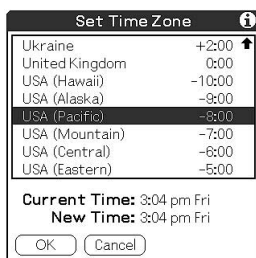 Set Time Zone
Ukraine +2:00
United Kingdom 0:00
USA (Hawaii) -10:00
USA (Alaska) -9:00
USA (Pacific) -8:00
USA (Mountain) -7:00
USA (Central) -6:00
USA (Eastern) -5:00
Current Time: 3:04 pm Fri
New Time: 3:04 pm Fri
OK Cancel